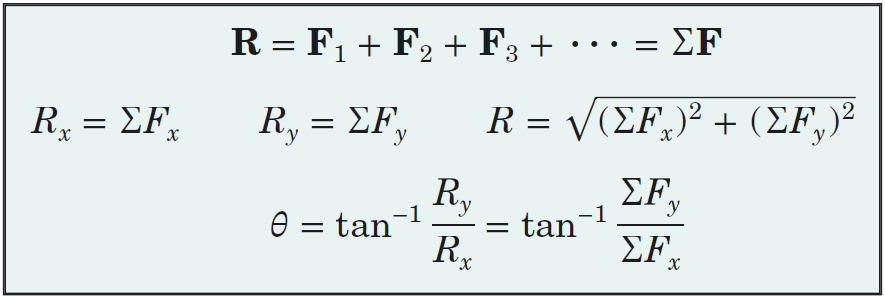 R = F₁ + F₂ + F₃ + ··· = ΣF
Rₓ = ΣFₓ R_y = ΣF_y R = √(ΣFₓ)² + (ΣF_y)²
θ = tan⁻¹ R_y/Rₓ = tan⁻¹ ΣF_y/ΣFₓ